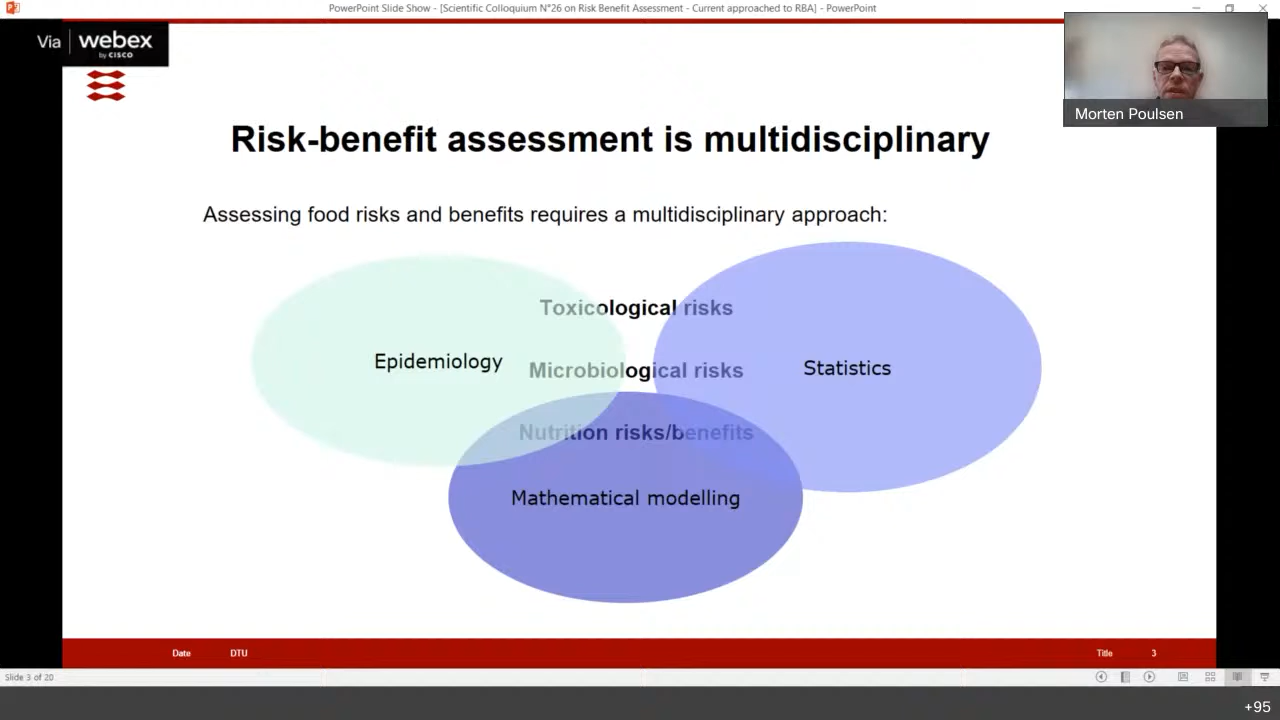 PowerPoint Slide Show - [Scientific Colloquium N°26 on Risk Benefit Assessment - Current approached to RBA] - PowerPoint
Via webex
by CISCO
Morten Poulsen
Risk-benefit assessment is multidisciplinary
Assessing food risks and benefits requires a multidisciplinary approach:
Toxicological risks
Epidemiology
Microbiological risks
Statistics
Nutrition risks/benefits
Mathematical modelling
Date DTU Title 3
Slide 3 of 20
+95